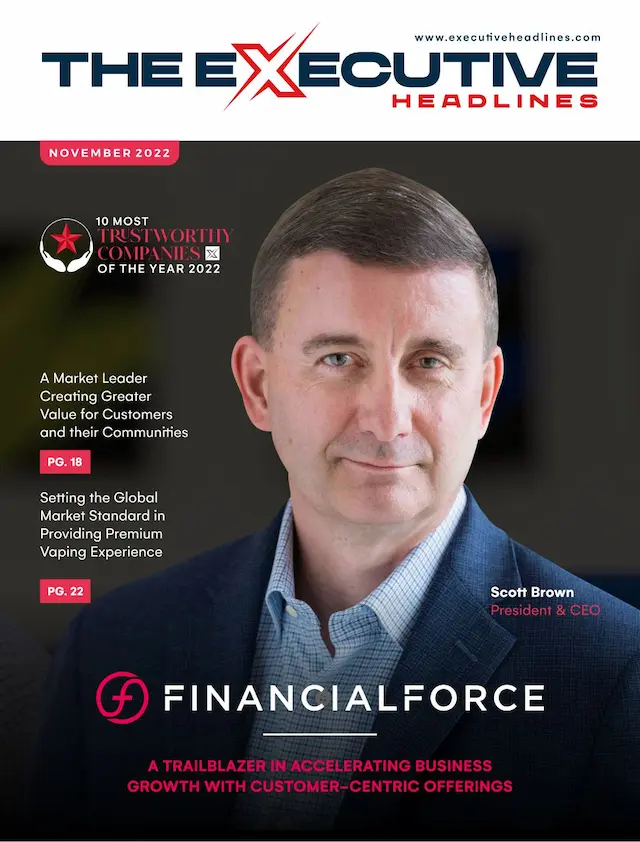 www.executiveheadlines.com
THE EXECUTIVE
HEADLINES
NOVEMBER 2022
10 MOST
TRUSTWORTHY
COMPANIES X
OF THE YEAR 2022
A Market Leader
Creating Greater
Value for Customers
and their Communities
PG. 18
Setting the Global
Market Standard in
Providing Premium
Vaping Experience
PG. 22
Scott Brown
President & CEO
f FINANCIALFORCE
A TRAILBLAZER IN ACCELERATING BUSINESS
GROWTH WITH CUSTOMER-CENTRIC OFFERINGS